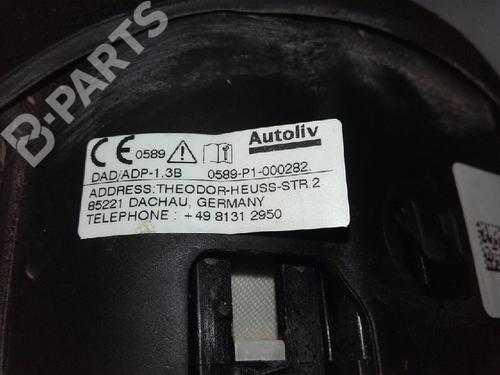 B-PARTS
CE 0589 Autoliv
DAD/ADP-1.3B 0589-P1-000282
ADDRESS:THEODOR-HEUSS-STR.2
85221 DACHAU, GERMANY
TELEPHONE : +49 8131 2950
B-PARTS